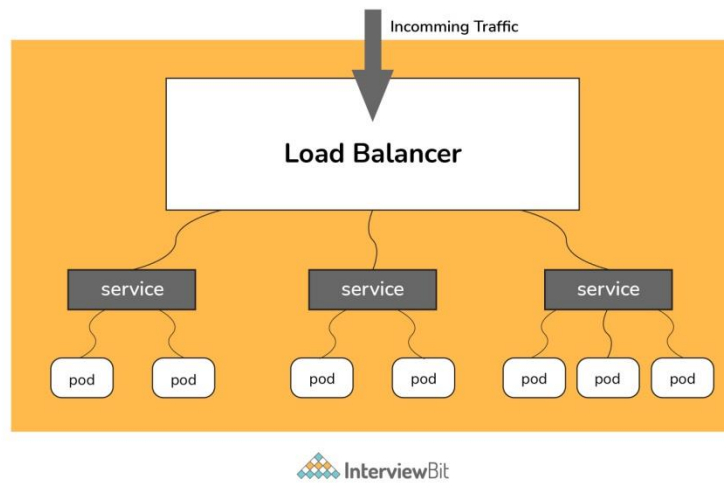 Incomming Traffic
Load Balancer
service service service
pod pod pod pod pod pod pod
InterviewBit